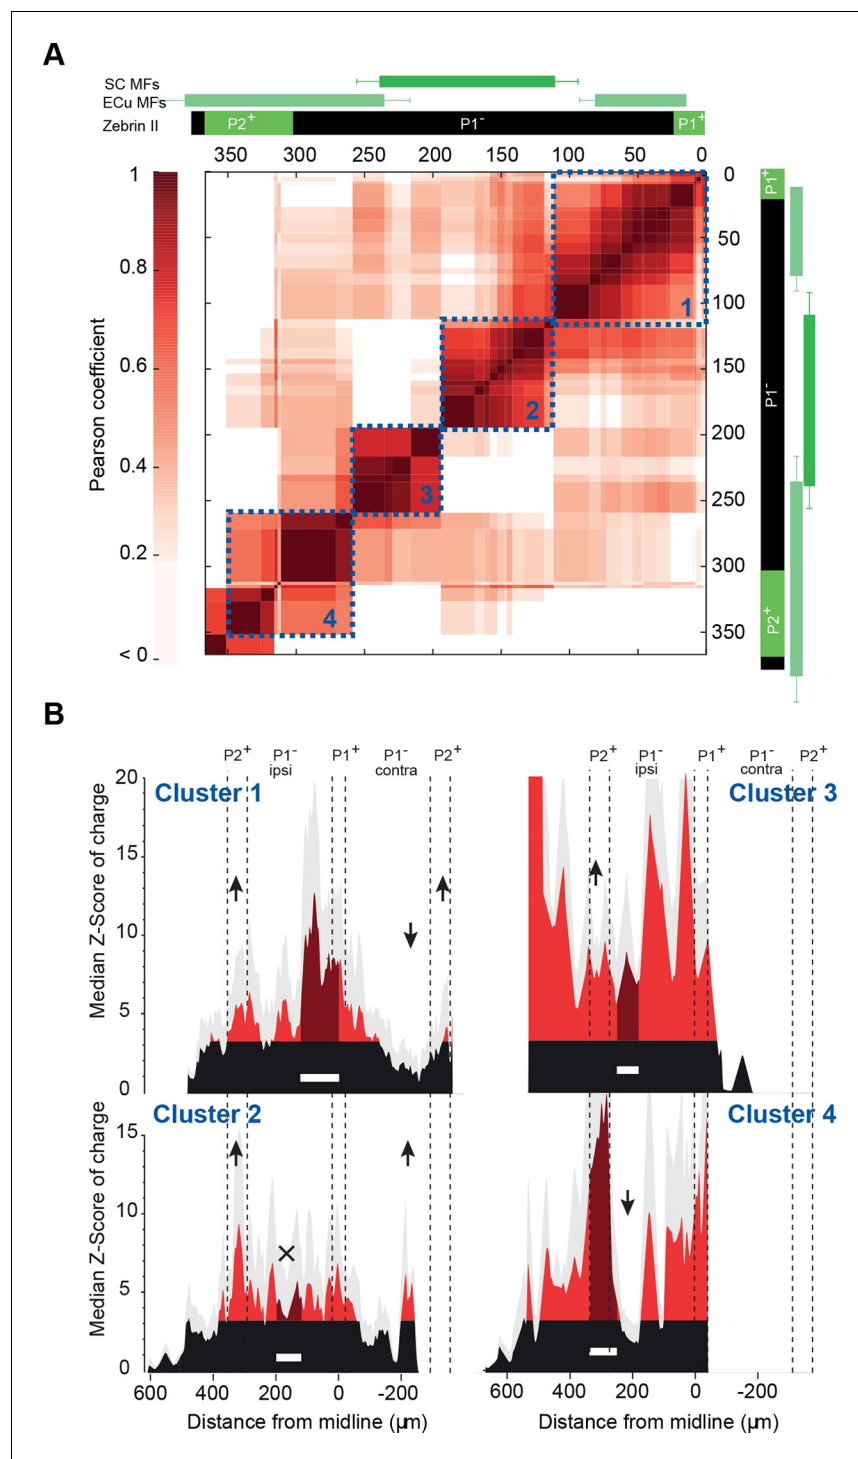 A
SC MFs
ECu MFs
Zebrin II
P2+ P1- P1+
350 300 250 200 150 100 50 0
1
0.8
0.6
0.4
0.2
< 0
Pearson coefficient
1
2
3
4
0
50
100
150
200
250
300
350
P1+
P1-
P2+
B
P2+ P1- P1+ P1- P2+
ipsi contra
P2+ P1- P1+ P1- P2+
ipsi contra
Cluster 1
Cluster 3
20
15
10
5
0
Median Z-Score of charge
Cluster 2
Cluster 4
15
10
5
0
Median Z-Score of charge
600 400 200 0 -200
Distance from midline (µm)
600 400 200 0 -200
Distance from midline (µm)